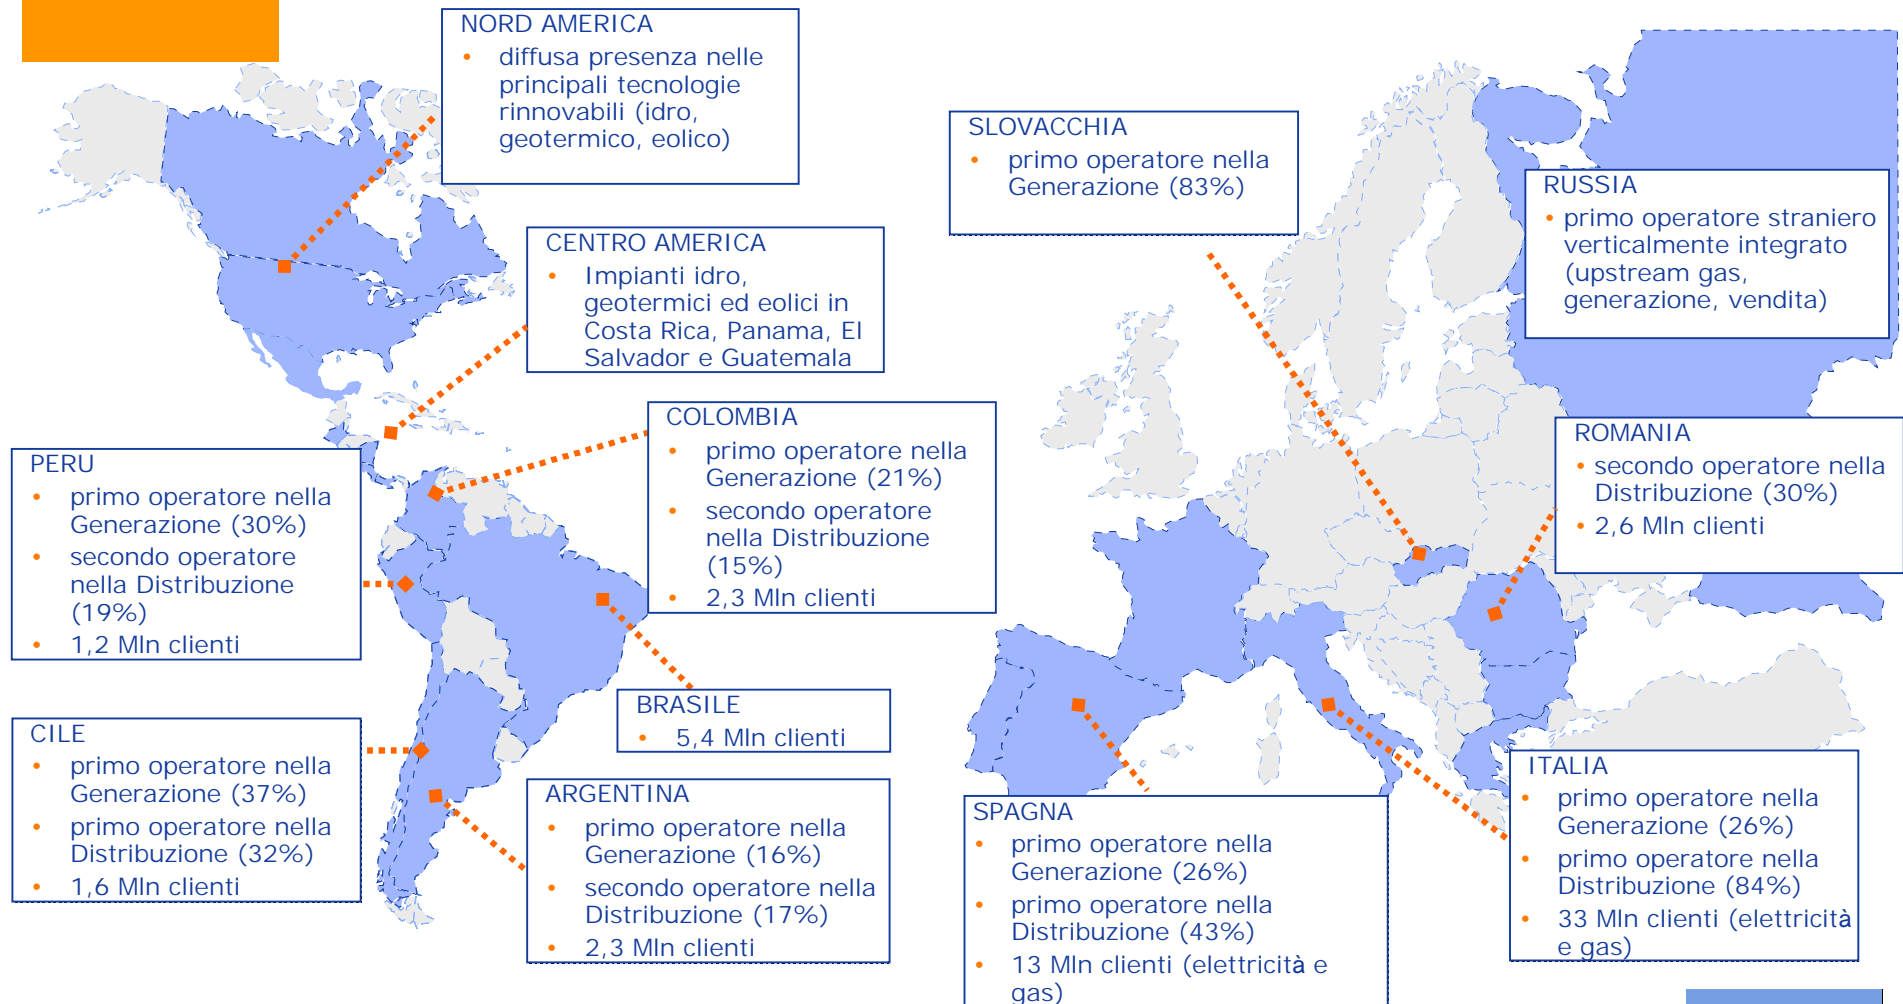 NORD AMERICA
• diffusa presenza nelle
principali tecnologie
rinnovabili (idro,
geotermico, eolico)
CENTRO AMERICA
• Impianti idro,
geotermici ed eolici in
Costa Rica, Panama, El
Salvador e Guatemala
COLOMBIA
• primo operatore nella
Generazione (21%)
• secondo operatore
nella Distribuzione
(15%)
• 2,3 Mln clienti
PERU
• primo operatore nella
Generazione (30%)
• secondo operatore
nella Distribuzione
(19%)
• 1,2 Mln clienti
BRASILE
• 5,4 Mln clienti
CILE
• primo operatore nella
Generazione (37%)
• primo operatore nella
Distribuzione (32%)
• 1,6 Mln clienti
ARGENTINA
• primo operatore nella
Generazione (16%)
• secondo operatore nella
Distribuzione (17%)
• 2,3 Mln clienti
SLOVACCHIA
• primo operatore nella
Generazione (83%)
RUSSIA
• primo operatore straniero
verticalmente integrato
(upstream gas,
generazione, vendita)
ROMANIA
• secondo operatore nella
Distribuzione (30%)
• 2,6 Mln clienti
SPAGNA
• primo operatore nella
Generazione (26%)
• primo operatore nella
Distribuzione (43%)
• 13 Mln clienti (elettricità e
gas)
ITALIA
• primo operatore nella
Generazione (26%)
• primo operatore nella
Distribuzione (84%)
• 33 Mln clienti (elettricità
e gas)